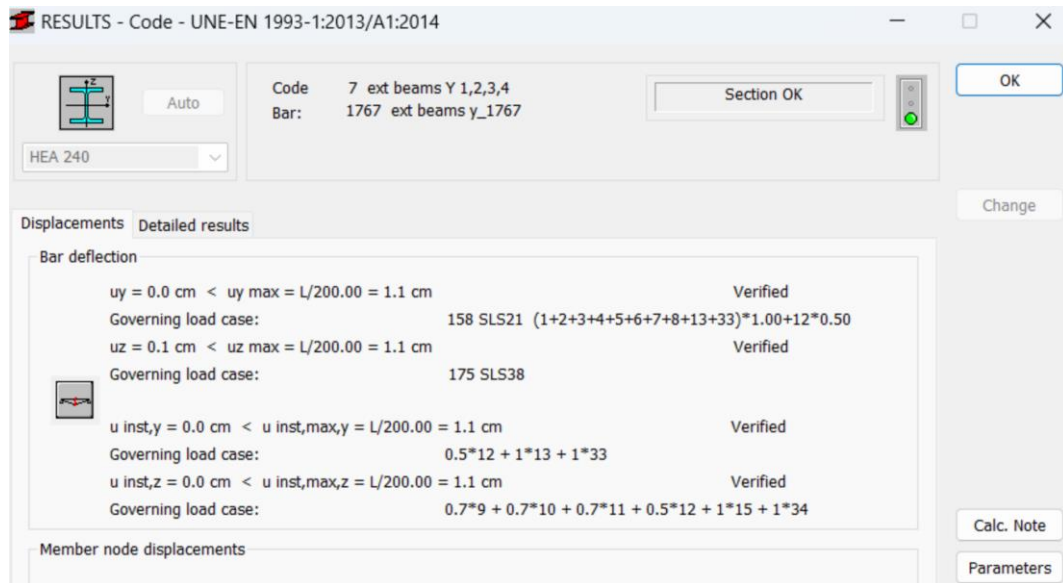 RESULTS - Code - UNE-EN 1993-1:2013/A1:2014
z
y
Auto
HEA 240
Code 7 ext beams Y 1,2,3,4
Bar: 1767 ext beams y_1767
Section OK
OK
Change
Displacements Detailed results
Bar deflection
uy = 0.0 cm < uy max = L/200.00 = 1.1 cm Verified
Governing load case: 158 SLS21 (1+2+3+4+5+6+7+8+13+33)*1.00+12*0.50
uz = 0.1 cm < uz max = L/200.00 = 1.1 cm Verified
Governing load case: 175 SLS38
u inst,y = 0.0 cm < u inst,max,y = L/200.00 = 1.1 cm Verified
Governing load case: 0.5*12 + 1*13 + 1*33
u inst,z = 0.0 cm < u inst,max,z = L/200.00 = 1.1 cm Verified
Governing load case: 0.7*9 + 0.7*10 + 0.7*11 + 0.5*12 + 1*15 + 1*34
Calc. Note
Member node displacements
Parameters